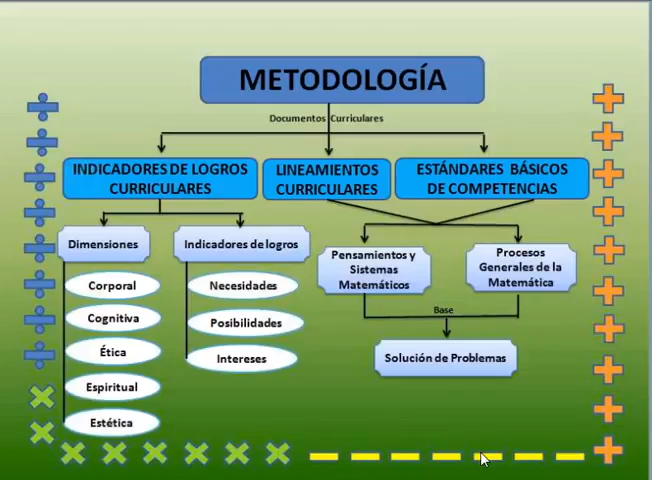 METODOLOGÍA
Documentos Curriculares
INDICADORES DE LOGROS
CURRICULARES
LINEAMIENTOS
CURRICULARES
ESTÁNDARES BÁSICOS
DE COMPETENCIAS
Dimensiones
Corporal
Cognitiva
Ética
Espiritual
Estética
Indicadores de logros
Necesidades
Posibilidades
Intereses
Pensamientos y
Sistemas
Matemáticos
Procesos
Generales de la
Matemática
Base
Solución de Problemas